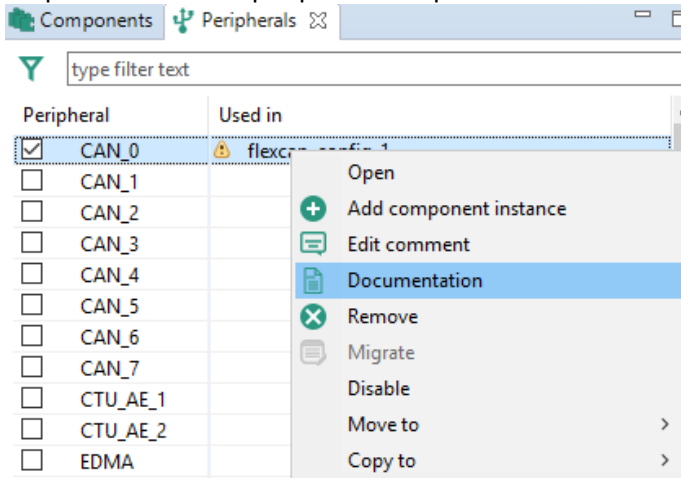 Components Peripherals
type filter text
Peripheral Used in
CAN_0 flexcan_config_1
Open
CAN_1
Add component instance
CAN_2
Edit comment
CAN_3
Documentation
CAN_4
CAN_5
Remove
CAN_6
Migrate
CAN_7
Disable
CTU_AE_1
Move to
CTU_AE_2
EDMA
Copy to